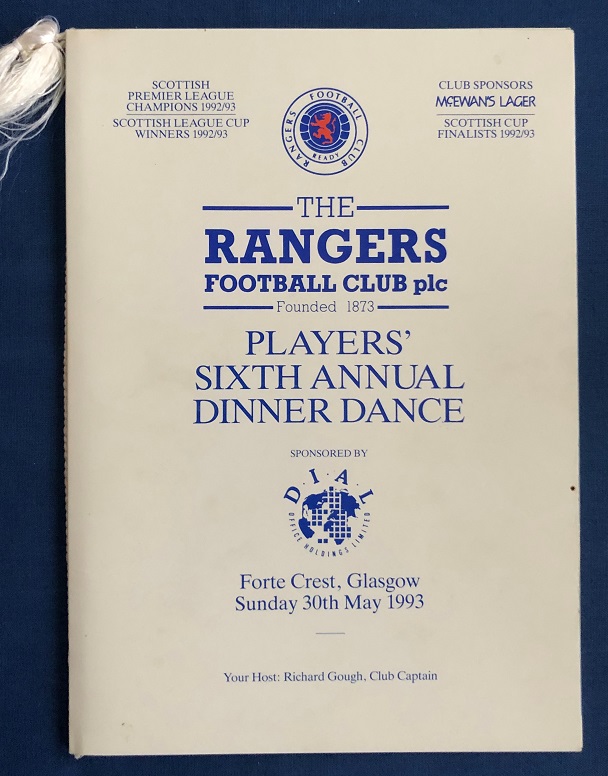 SCOTTISH
PREMIER LEAGUE
CHAMPIONS 1992/93
SCOTTISH LEAGUE CUP
WINNERS 1992/93
RANGERS FOOTBALL CLUB
READY
CLUB SPONSORS
McEWAN'S LAGER
SCOTTISH CUP
FINALISTS 1992/93
THE
RANGERS
FOOTBALL CLUB plc
Founded 1873
PLAYERS'
SIXTH ANNUAL
DINNER DANCE
SPONSORED BY
D·I·A·L
OFFICE HOLDINGS LIMITED
Forte Crest, Glasgow
Sunday 30th May 1993
Your Host: Richard Gough, Club Captain